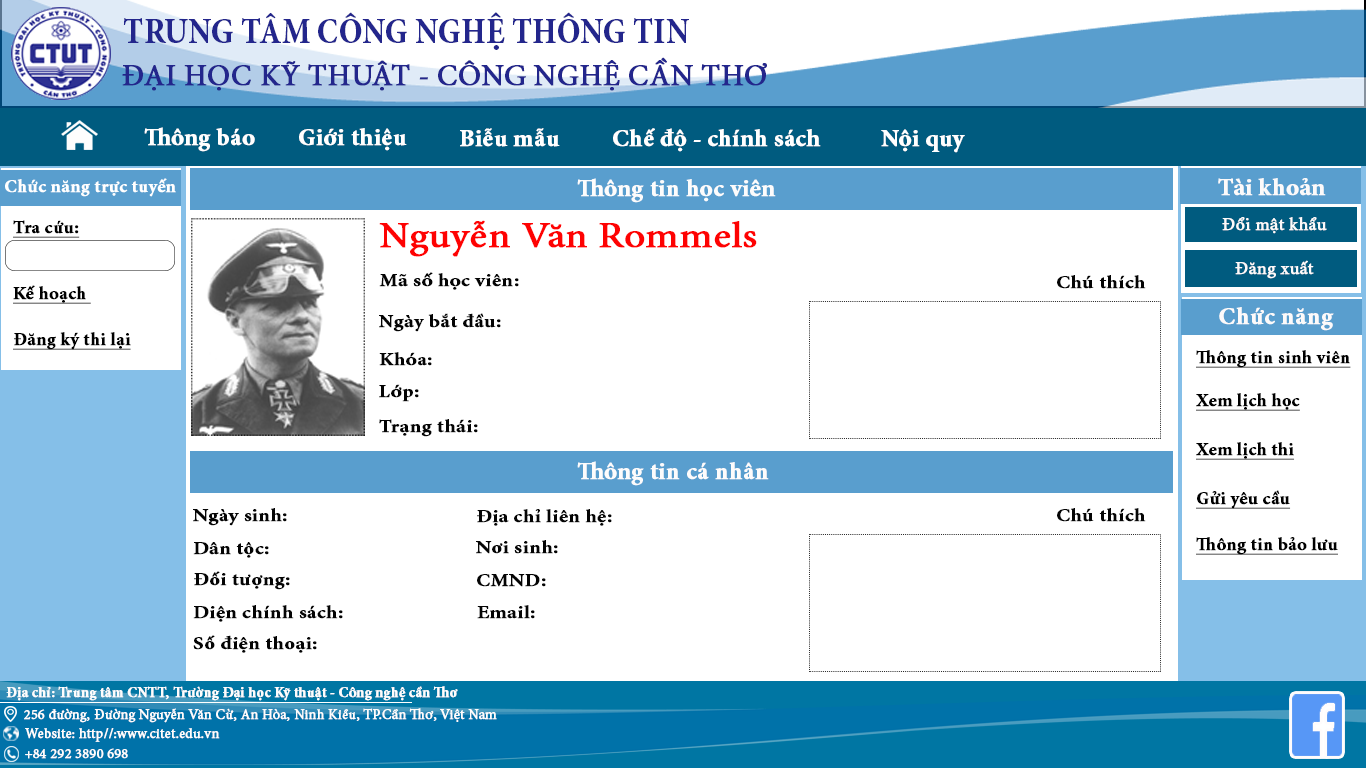 TRƯỜNG ĐẠI HỌC KỸ THUẬT - CÔNG NGHỆ
CTUT
CẦN THƠ
TRUNG TÂM CÔNG NGHỆ THÔNG TIN
ĐẠI HỌC KỸ THUẬT - CÔNG NGHỆ CẦN THƠ
Thông báo
Giới thiệu
Biễu mẫu
Chế độ - chính sách
Nội quy
Chức năng trực tuyến
Tra cứu:
Kế hoạch
Đăng ký thi lại
Thông tin học viên
Nguyễn Văn Rommels
Mã số học viên:
Ngày bắt đầu:
Khóa:
Lớp:
Trạng thái:
Chú thích
Thông tin cá nhân
Ngày sinh:
Dân tộc:
Đối tượng:
Diện chính sách:
Số điện thoại:
Địa chỉ liên hệ:
Nơi sinh:
CMND:
Email:
Chú thích
Tài khoản
Đổi mật khẩu
Đăng xuất
Chức năng
Thông tin sinh viên
Xem lịch học
Xem lịch thi
Gửi yêu cầu
Thông tin bảo lưu
Địa chỉ: Trung tâm CNTT, Trường Đại học Kỹ thuật - Công nghệ cần Thơ
256 đường, Đường Nguyễn Văn Cừ, An Hòa, Ninh Kiều, TP.Cần Thơ, Việt Nam
Website: http//:www.citet.edu.vn
+84 292 3890 698